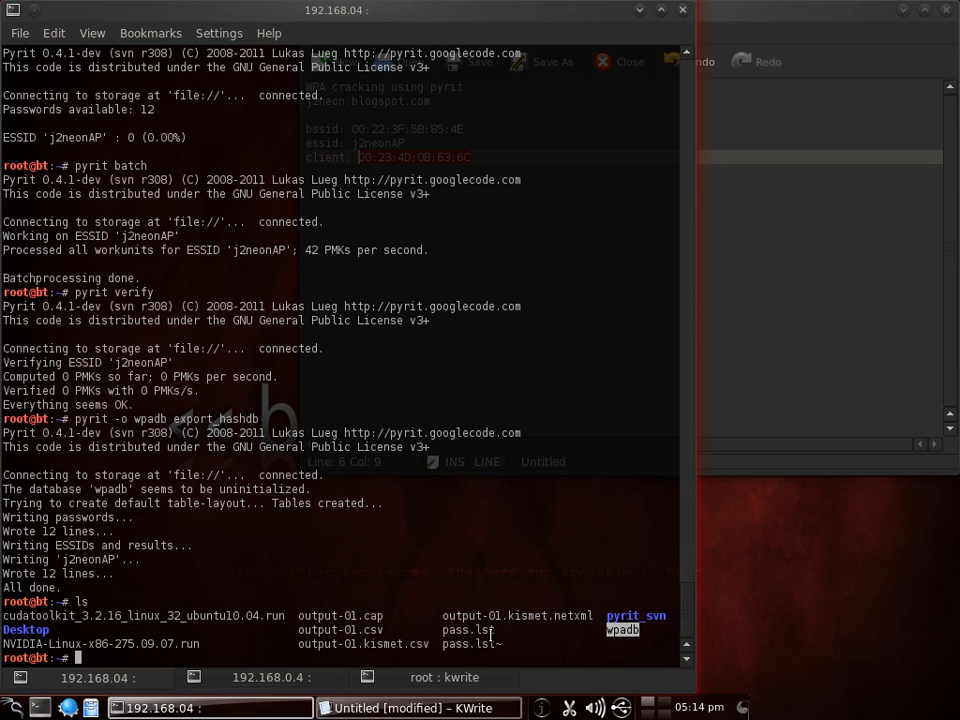 192.168.04 :
File Edit View Bookmarks Settings Help
Pyrit 0.4.1-dev (svn r308) (C) 2008-2011 Lukas Lueg http://pyrit.googlecode.com
This code is distributed under the GNU General Public License v3+
Save Save As Close Undo Redo
Connecting to storage at 'file://'... connected.
Passwords available: 12
WPA cracking using pyrit
j2neon.blogspot.com
bssid: 00:22:3F:5B:85:4E
essid: j2neonAP
client: 00:23:4D:0B:63:6C
ESSID 'j2neonAP' : 0 (0.00%)
root@bt:~# pyrit batch
Pyrit 0.4.1-dev (svn r308) (C) 2008-2011 Lukas Lueg http://pyrit.googlecode.com
This code is distributed under the GNU General Public License v3+
Connecting to storage at 'file://'... connected.
Working on ESSID 'j2neonAP'
Processed all workunits for ESSID 'j2neonAP'; 42 PMKs per second.
Batchprocessing done.
root@bt:~# pyrit verify
Pyrit 0.4.1-dev (svn r308) (C) 2008-2011 Lukas Lueg http://pyrit.googlecode.com
This code is distributed under the GNU General Public License v3+
Connecting to storage at 'file://'... connected.
Verifying ESSID 'j2neonAP'
Computed 0 PMKs so far; 0 PMKs per second.
Verified 0 PMKs with 0 PMKs/s.
Everything seems OK.
root@bt:~# pyrit -o wpadb export_hashdb
Pyrit 0.4.1-dev (svn r308) (C) 2008-2011 Lukas Lueg http://pyrit.googlecode.com
This code is distributed under the GNU General Public License v3+
Line: 6 Col: 9 INS LINE Untitled
Connecting to storage at 'file://'... connected.
The database 'wpadb' seems to be uninitialized.
Trying to create default table-layout... Tables created...
Writing passwords...
Wrote 12 lines...
Writing ESSIDs and results...
Writing 'j2neonAP'...
Wrote 12 lines...
All done.
root@bt:~# ls
cudatoolkit_3.2.16_linux_32_ubuntu10.04.run output-01.cap output-01.kismet.netxml pyrit_svn
Desktop output-01.csv pass.lst wpadb
NVIDIA-Linux-x86-275.09.07.run output-01.kismet.csv pass.lst~
root@bt:~#
192.168.04 : 192.168.0.4 : root : kwrite
192.168.04 : Untitled [modified] – KWrite 05:14 pm